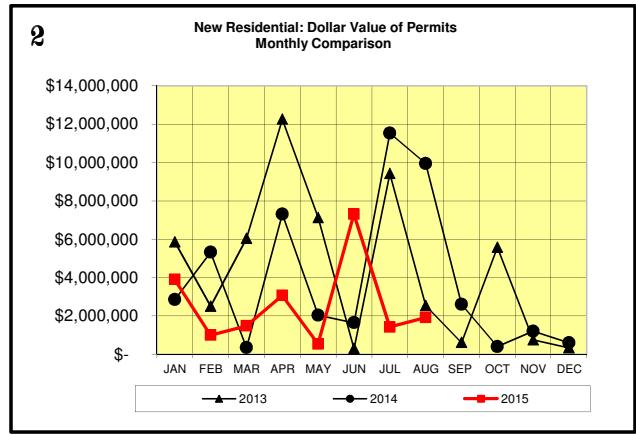 2
New Residential: Dollar Value of Permits
Monthly Comparison
$14,000,000
$12,000,000
$10,000,000
$8,000,000
$6,000,000
$4,000,000
$2,000,000
$-
JAN FEB MAR APR MAY JUN JUL AUG SEP OCT NOV DEC
2013 2014 2015